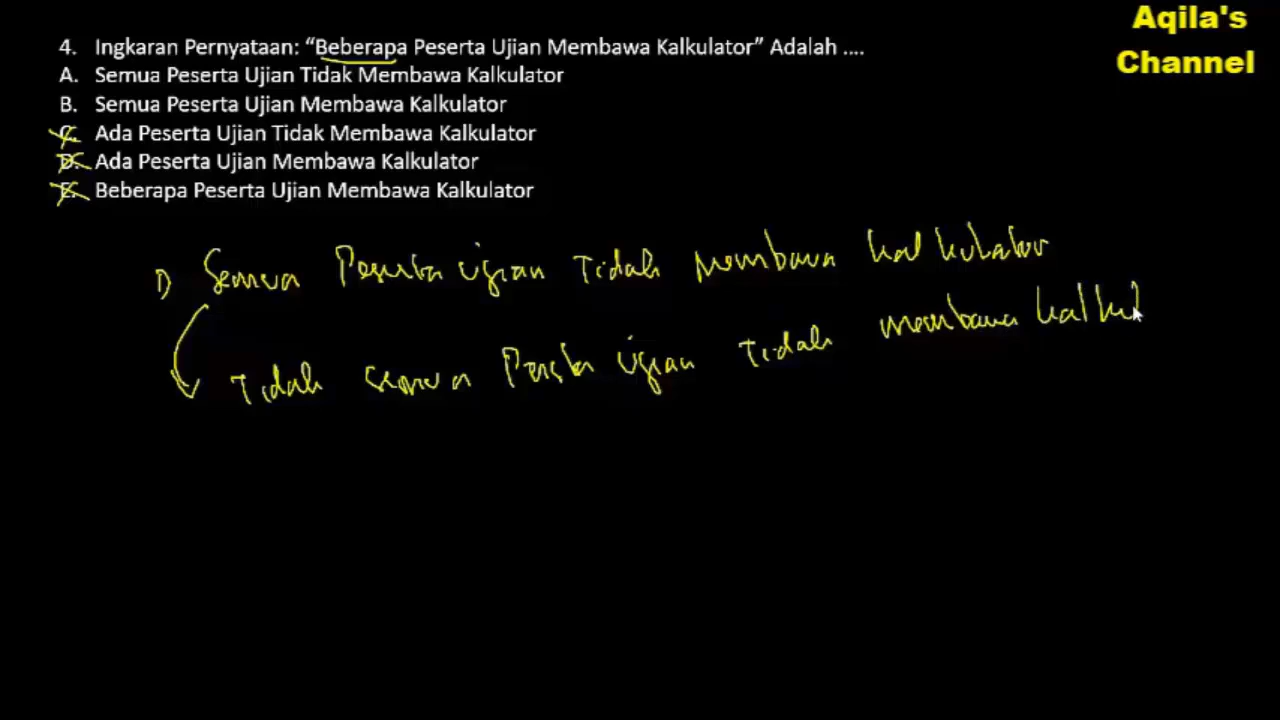 Aqila's
Channel
4. Ingkaran Pernyataan: “Beberapa Peserta Ujian Membawa Kalkulator” Adalah ....
A. Semua Peserta Ujian Tidak Membawa Kalkulator
B. Semua Peserta Ujian Membawa Kalkulator
C. Ada Peserta Ujian Tidak Membawa Kalkulator
D. Ada Peserta Ujian Membawa Kalkulator
E. Beberapa Peserta Ujian Membawa Kalkulator
1) Semua Peserta Ujian Tidak Membawa kalkulator
Tidak semua Peserta Ujian Tidak membawa kalkul